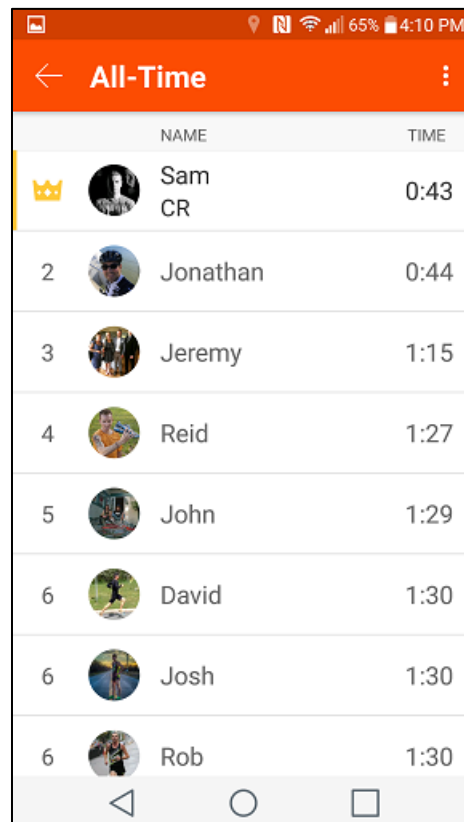 65% 4:10 PM
All-Time
NAME TIME
Sam
CR
0:43
2 Jonathan 0:44
3 Jeremy 1:15
4 Reid 1:27
5 John 1:29
6 David 1:30
6 Josh 1:30
6 Rob 1:30